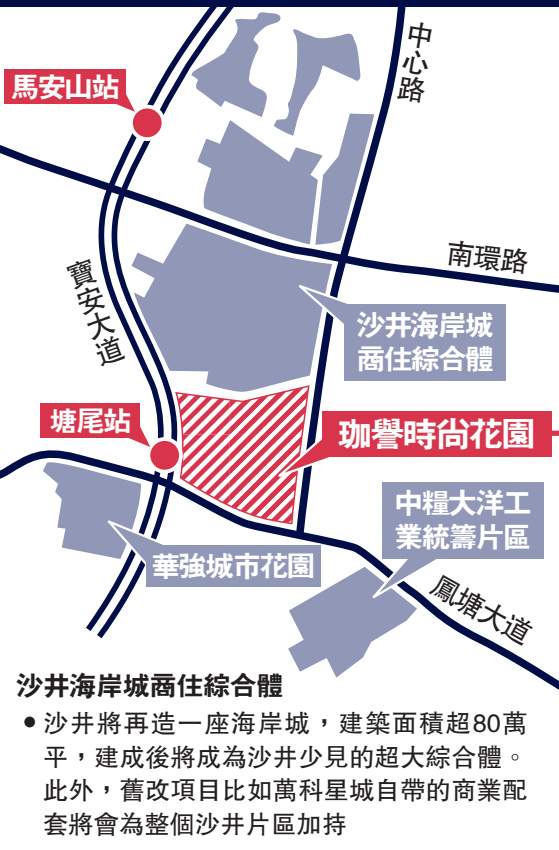 中心路
馬安山站
南環路
寶安大道
沙井海岸城
商住綜合體
塘尾站
珈譽時尚花園
中糧大洋工
業統籌片區
華強城市花園
鳳塘大道
沙井海岸城商住綜合體
• 沙井將再造一座海岸城，建築面積超80萬
平，建成後將成為沙井少見的超大綜合體。
此外，舊改項目比如萬科星城自帶的商業配
套將會為整個沙井片區加持